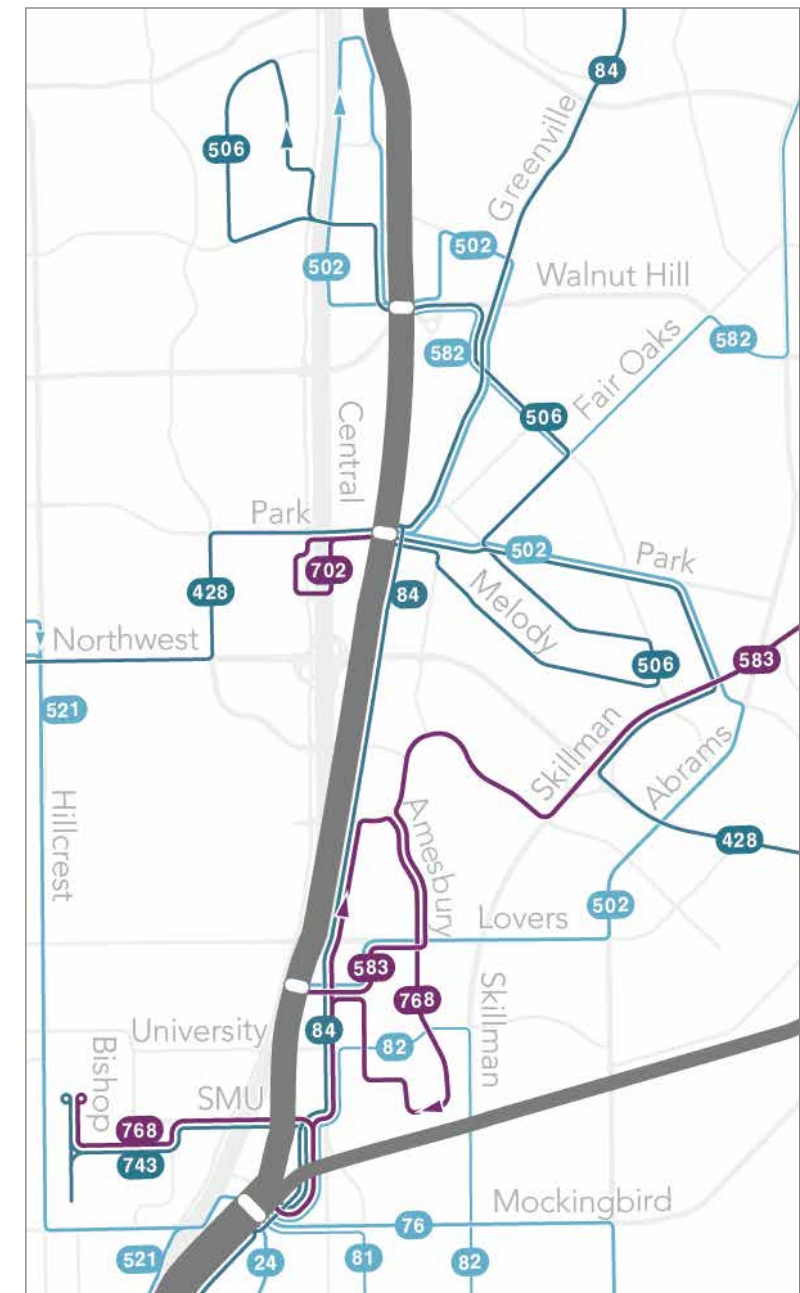 84
506
Greenville
502
502
Walnut Hill
582
582
Fair Oaks
506
Central
Park
502
Park
702
428
84
Melody
Northwest
506
583
521
Skillman
Abrams
Hillcrest
Amesbury
428
502
Lovers
583
768
Skillman
University
84
82
Bishop
SMU
768
743
Mockingbird
76
521
24
81
82